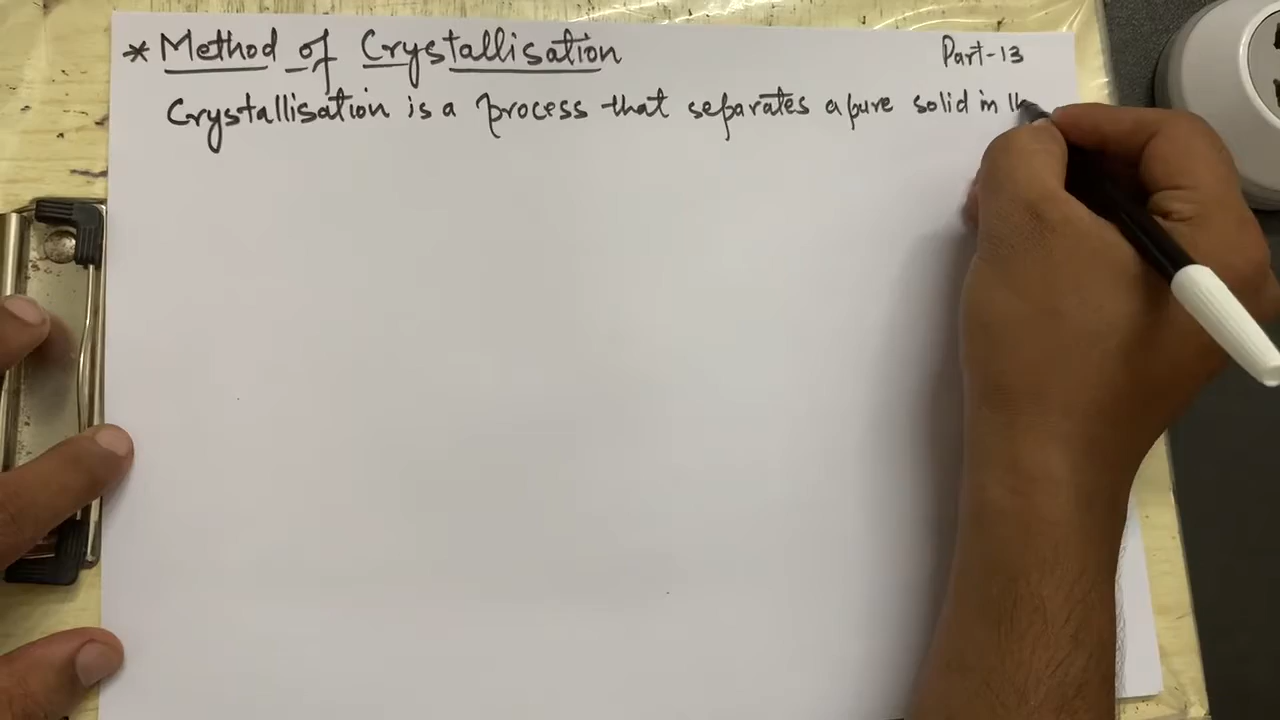 * Method of Crystallisation
Part-13
Crystallisation is a process that separates a pure solid in